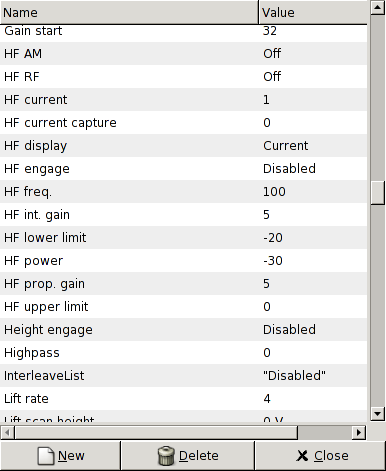 Name Value
Gain start 32
HF AM Off
HF RF Off
HF current 1
HF current capture 0
HF display Current
HF engage Disabled
HF freq. 100
HF int. gain 5
HF lower limit -20
HF power -30
HF prop. gain 5
HF upper limit 0
Height engage Disabled
Highpass 0
InterleaveList "Disabled"
Lift rate 4
Lift scan height 0 V
New Delete Close